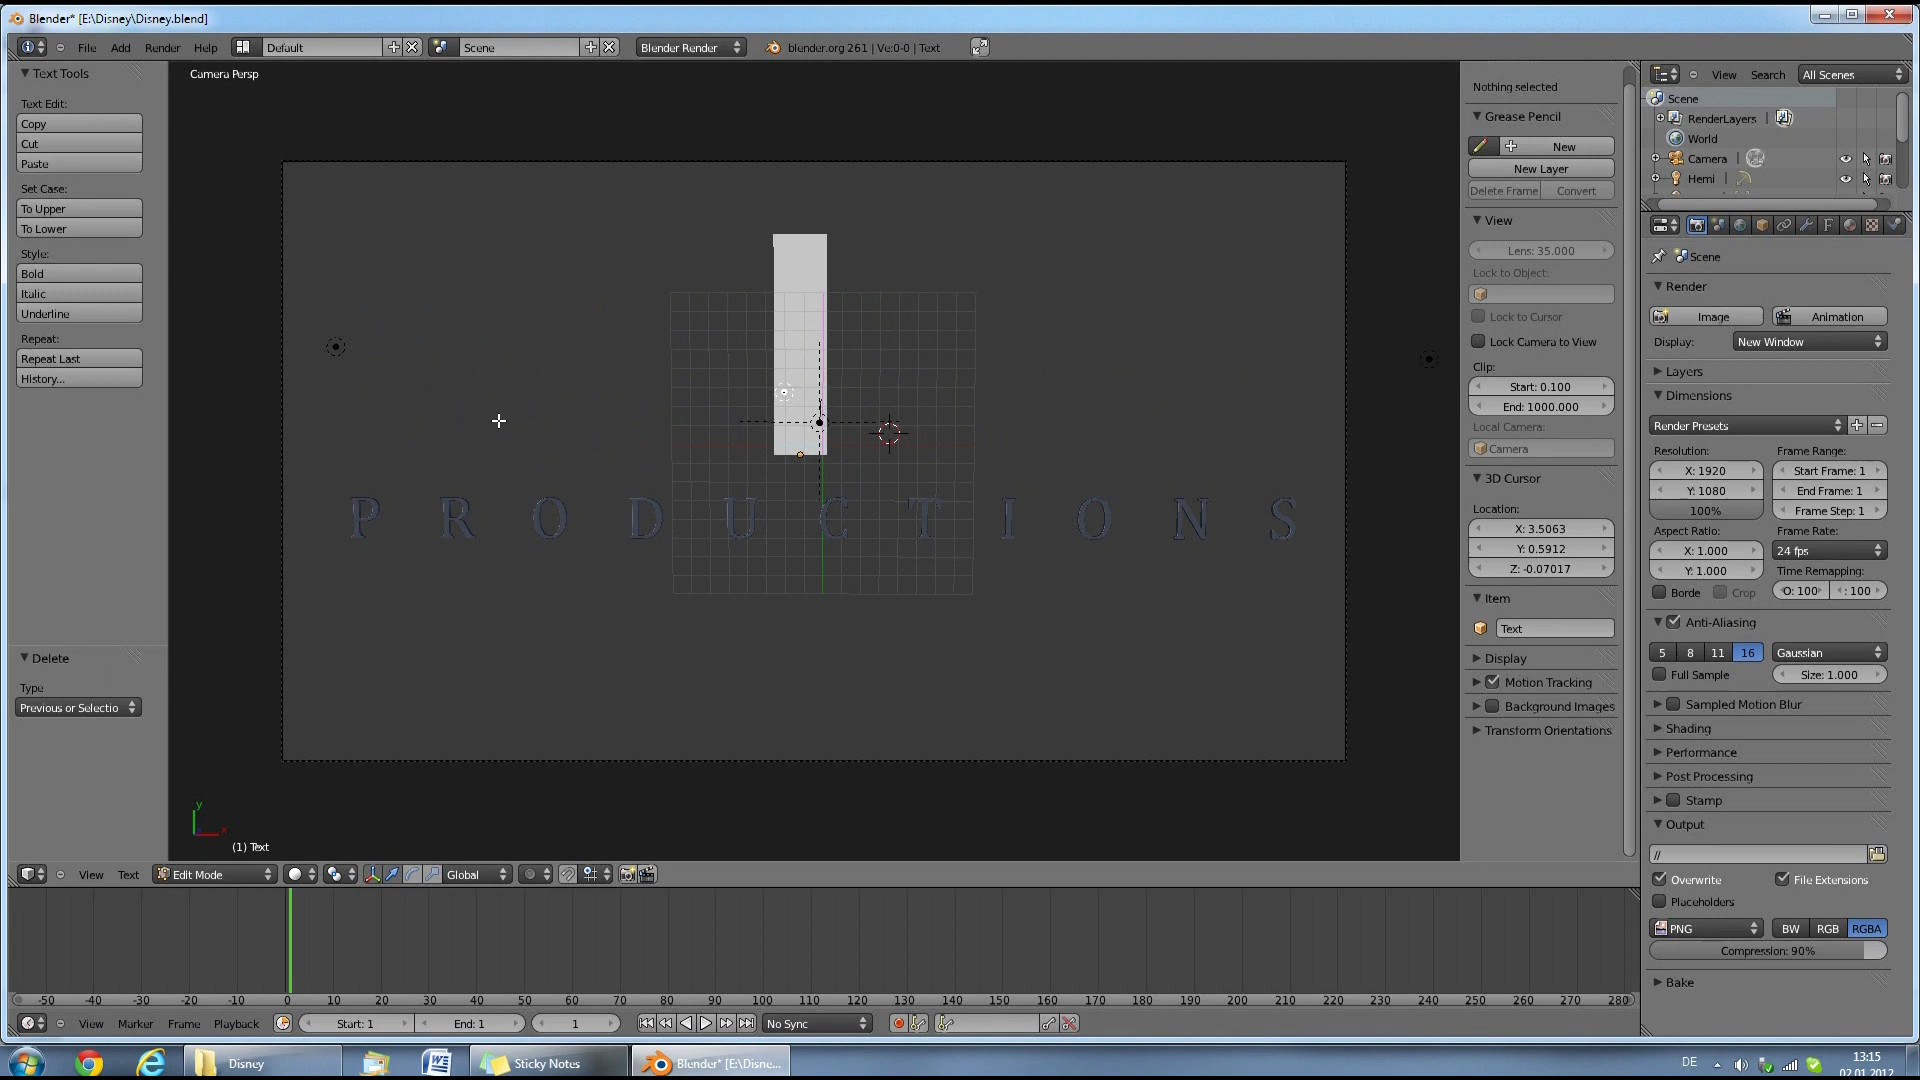 Blender* [E:\Disney\Disney.blend]
File Add Render Help Default Scene Blender Render blender.org 261 | Ve:0-0 | Text
Text Tools
Text Edit:
Copy
Cut
Paste
Set Case:
To Upper
To Lower
Style:
Bold
Italic
Underline
Repeat:
Repeat Last
History...
Delete
Type
Previous or Selectio
Camera Persp
PRODUCTIONS
y
x
(1) Text
Nothing selected
Grease Pencil
New
New Layer
Delete Frame Convert
View
Lens: 35.000
Lock to Object:
Lock to Cursor
Lock Camera to View
Clip:
Start: 0.100
End: 1000.000
Local Camera:
Camera
3D Cursor
Location:
X: 3.5063
Y: 0.5912
Z: -0.07017
Item
Text
Display
Motion Tracking
Background Images
Transform Orientations
View Search All Scenes
Scene
RenderLayers |
World
Camera |
Hemi |
Scene
Render
Image Animation
Display: New Window
Layers
Dimensions
Render Presets
Resolution: Frame Range:
X: 1920 Start Frame: 1
Y: 1080 End Frame: 1
100% Frame Step: 1
Aspect Ratio: Frame Rate:
X: 1.000 24 fps
Y: 1.000 Time Remapping:
Borde Crop O: 100 : 100
Anti-Aliasing
5 8 11 16 Gaussian
Full Sample Size: 1.000
Sampled Motion Blur
Shading
Performance
Post Processing
Stamp
Output
//
Overwrite File Extensions
Placeholders
PNG BW RGB RGBA
Compression: 90%
Bake
View Text Edit Mode Global
-50 -40 -30 -20 -10 0 10 20 30 40 50 60 70 80 90 100 110 120 130 140 150 160 170 180 190 200 210 220 230 240 250 260 270 280
View Marker Frame Playback Start: 1 End: 1 1 No Sync
Disney Sticky Notes Blender* [E:\Disne... DE 13:15
02.01.2012